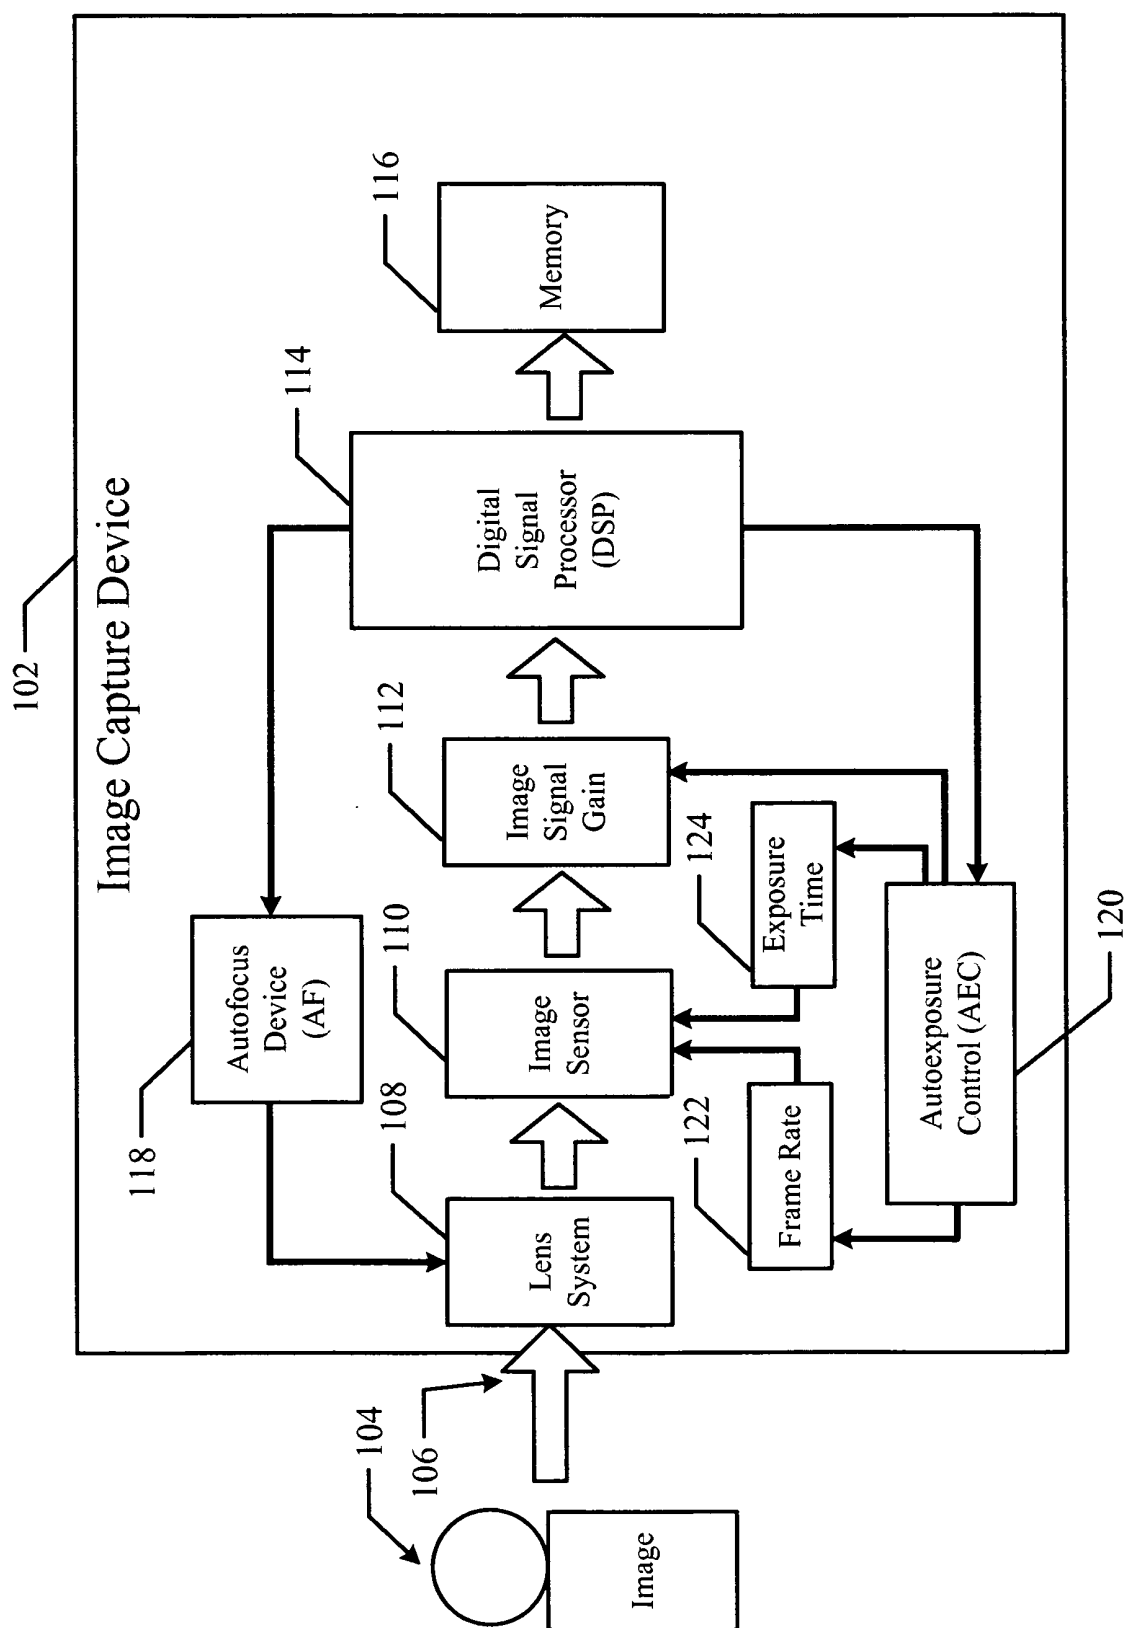 102
Image Capture Device
104
Image
106
118
Autofocus
Device
(AF)
108
Lens
System
110
Image
Sensor
112
Image
Signal
Gain
114
Digital
Signal
Processor
(DSP)
116
Memory
122
Frame Rate
124
Exposure
Time
Autoexposure
Control (AEC)
120